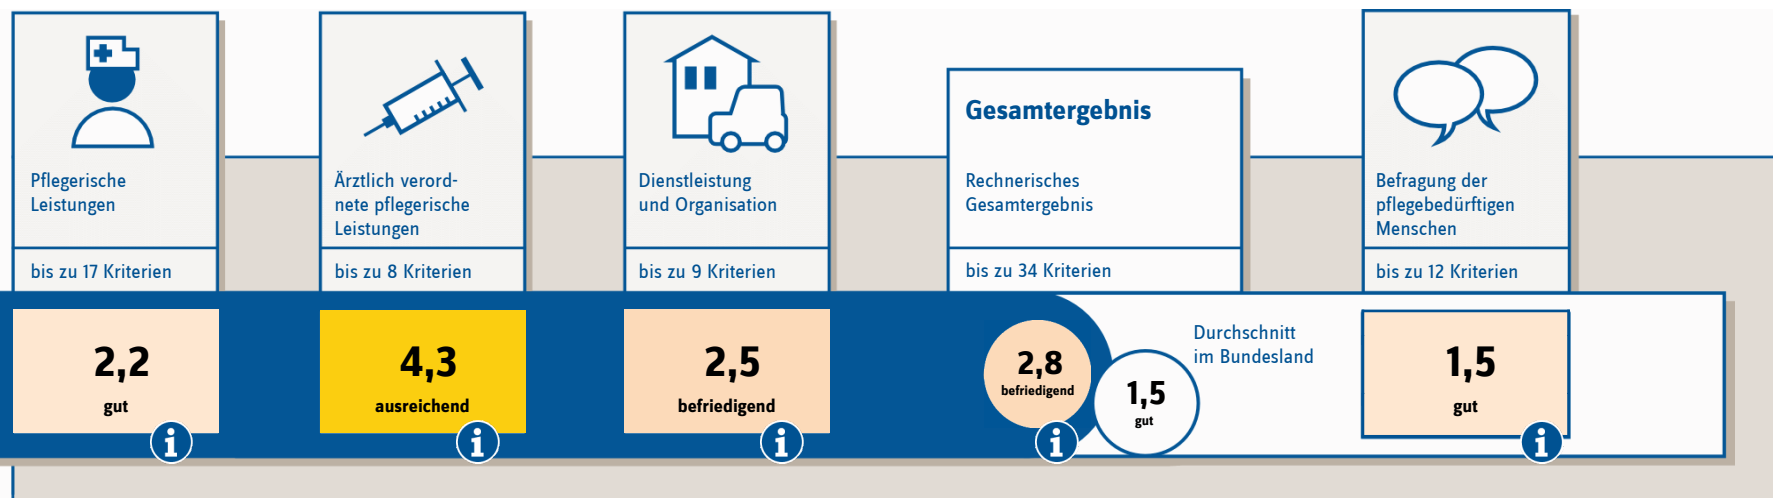 Pflegerische
Leistungen
bis zu 17 Kriterien
2,2
gut
i
Ärztlich verord-
nete pflegerische
Leistungen
bis zu 8 Kriterien
4,3
ausreichend
i
Dienstleistung
und Organisation
bis zu 9 Kriterien
2,5
befriedigend
i
Gesamtergebnis
Rechnerisches
Gesamtergebnis
bis zu 34 Kriterien
2,8
befriedigend
i
Durchschnitt
im Bundesland
1,5
gut
Befragung der
pflegebedürftigen
Menschen
bis zu 12 Kriterien
1,5
gut
i